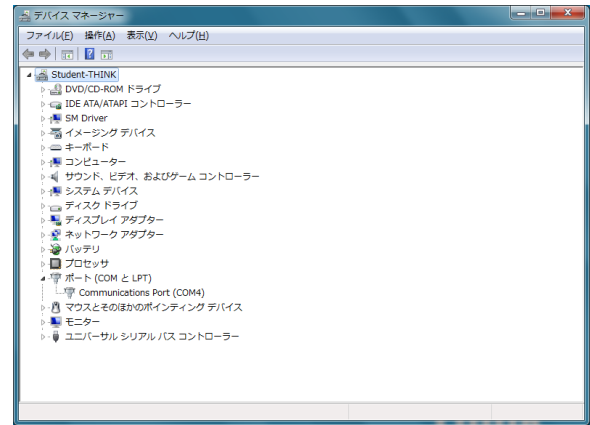 デバイス マネージャー
ファイル(F) 操作(A) 表示(V) ヘルプ(H)
Student-THINK
DVD/CD-ROM ドライブ
IDE ATA/ATAPI コントローラー
SM Driver
イメージング デバイス
キーボード
コンピューター
サウンド、ビデオ、およびゲーム コントローラー
システム デバイス
ディスク ドライブ
ディスプレイ アダプター
ネットワーク アダプター
バッテリ
プロセッサ
ポート (COM と LPT)
Communications Port (COM4)
マウスとそのほかのポインティング デバイス
モニター
ユニバーサル シリアル バス コントローラー